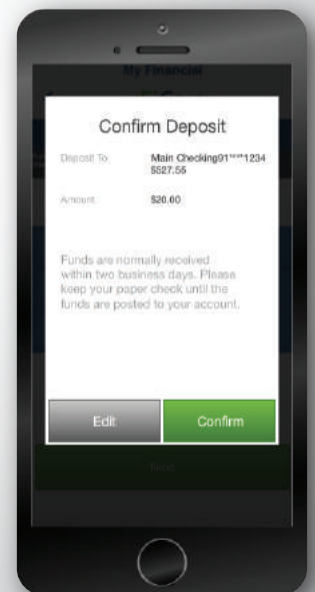 My Financial
Confirm Deposit
Deposit To: Main Checking91****1234
$527.55
Amount: $20.00
Funds are normally received
within two business days. Please
keep your paper check until the
funds are posted to your account.
Edit Confirm
Next